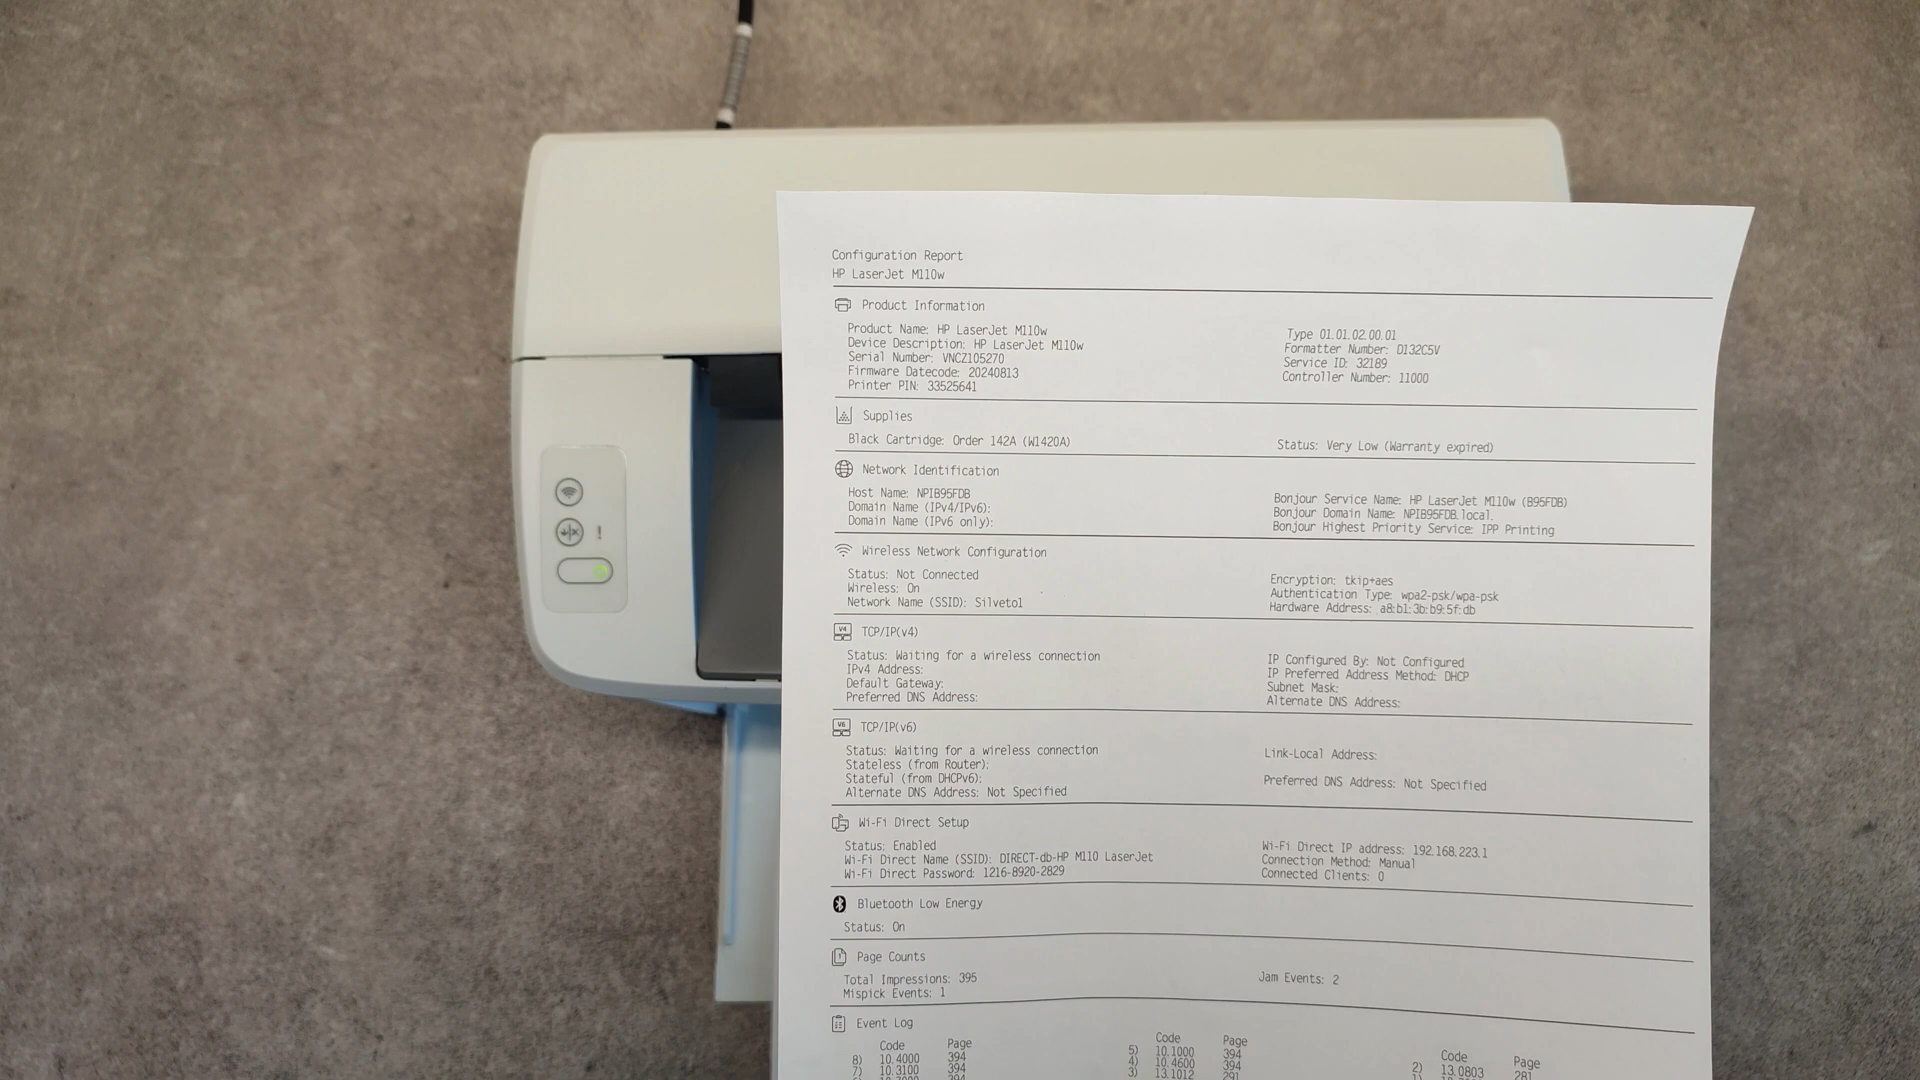 Configuration Report
HP LaserJet M110w
Product Information
Product Name: HP LaserJet M110w
Device Description: HP LaserJet M110w
Serial Number: VNCZ105270
Firmware Datecode: 20240813
Printer PIN: 33525641
Type 01.01.02.00.01
Formatter Number: D132C5V
Service ID: 32189
Controller Number: 11000
Supplies
Black Cartridge: Order 142A (W1420A)
Status: Very Low (Warranty expired)
Network Identification
Host Name: NPIB95FDB
Domain Name (IPv4/IPv6):
Domain Name (IPv6 only):
Bonjour Service Name: HP LaserJet M110w (B95FDB)
Bonjour Domain Name: NPIB95FDB.local.
Bonjour Highest Priority Service: IPP Printing
Wireless Network Configuration
Status: Not Connected
Wireless: On
Network Name (SSID): Silvetol
Encryption: tkip+aes
Authentication Type: wpa2-psk/wpa-psk
Hardware Address: a8:b1:3b:b9:5f:db
V4
TCP/IP(v4)
Status: Waiting for a wireless connection
IPv4 Address:
Default Gateway:
Preferred DNS Address:
IP Configured By: Not Configured
IP Preferred Address Method: DHCP
Subnet Mask:
Alternate DNS Address:
V6
TCP/IP(v6)
Status: Waiting for a wireless connection
Stateless (from Router):
Stateful (from DHCPv6):
Alternate DNS Address: Not Specified
Link-Local Address:
Preferred DNS Address: Not Specified
Wi-Fi Direct Setup
Status: Enabled
Wi-Fi Direct Name (SSID): DIRECT-db-HP M110 LaserJet
Wi-Fi Direct Password: 1216-8920-2829
Wi-Fi Direct IP address: 192.168.223.1
Connection Method: Manual
Connected Clients: 0
Bluetooth Low Energy
Status: On
Page Counts
Total Impressions: 395
Mispick Events: 1
Jam Events: 2
Event Log
Code Page
8) 10.4000 394
7) 10.3100 394
Code Page
5) 10.1000 394
4) 10.4600 394
3) 13.1012 291
Code Page
2) 13.0803 281